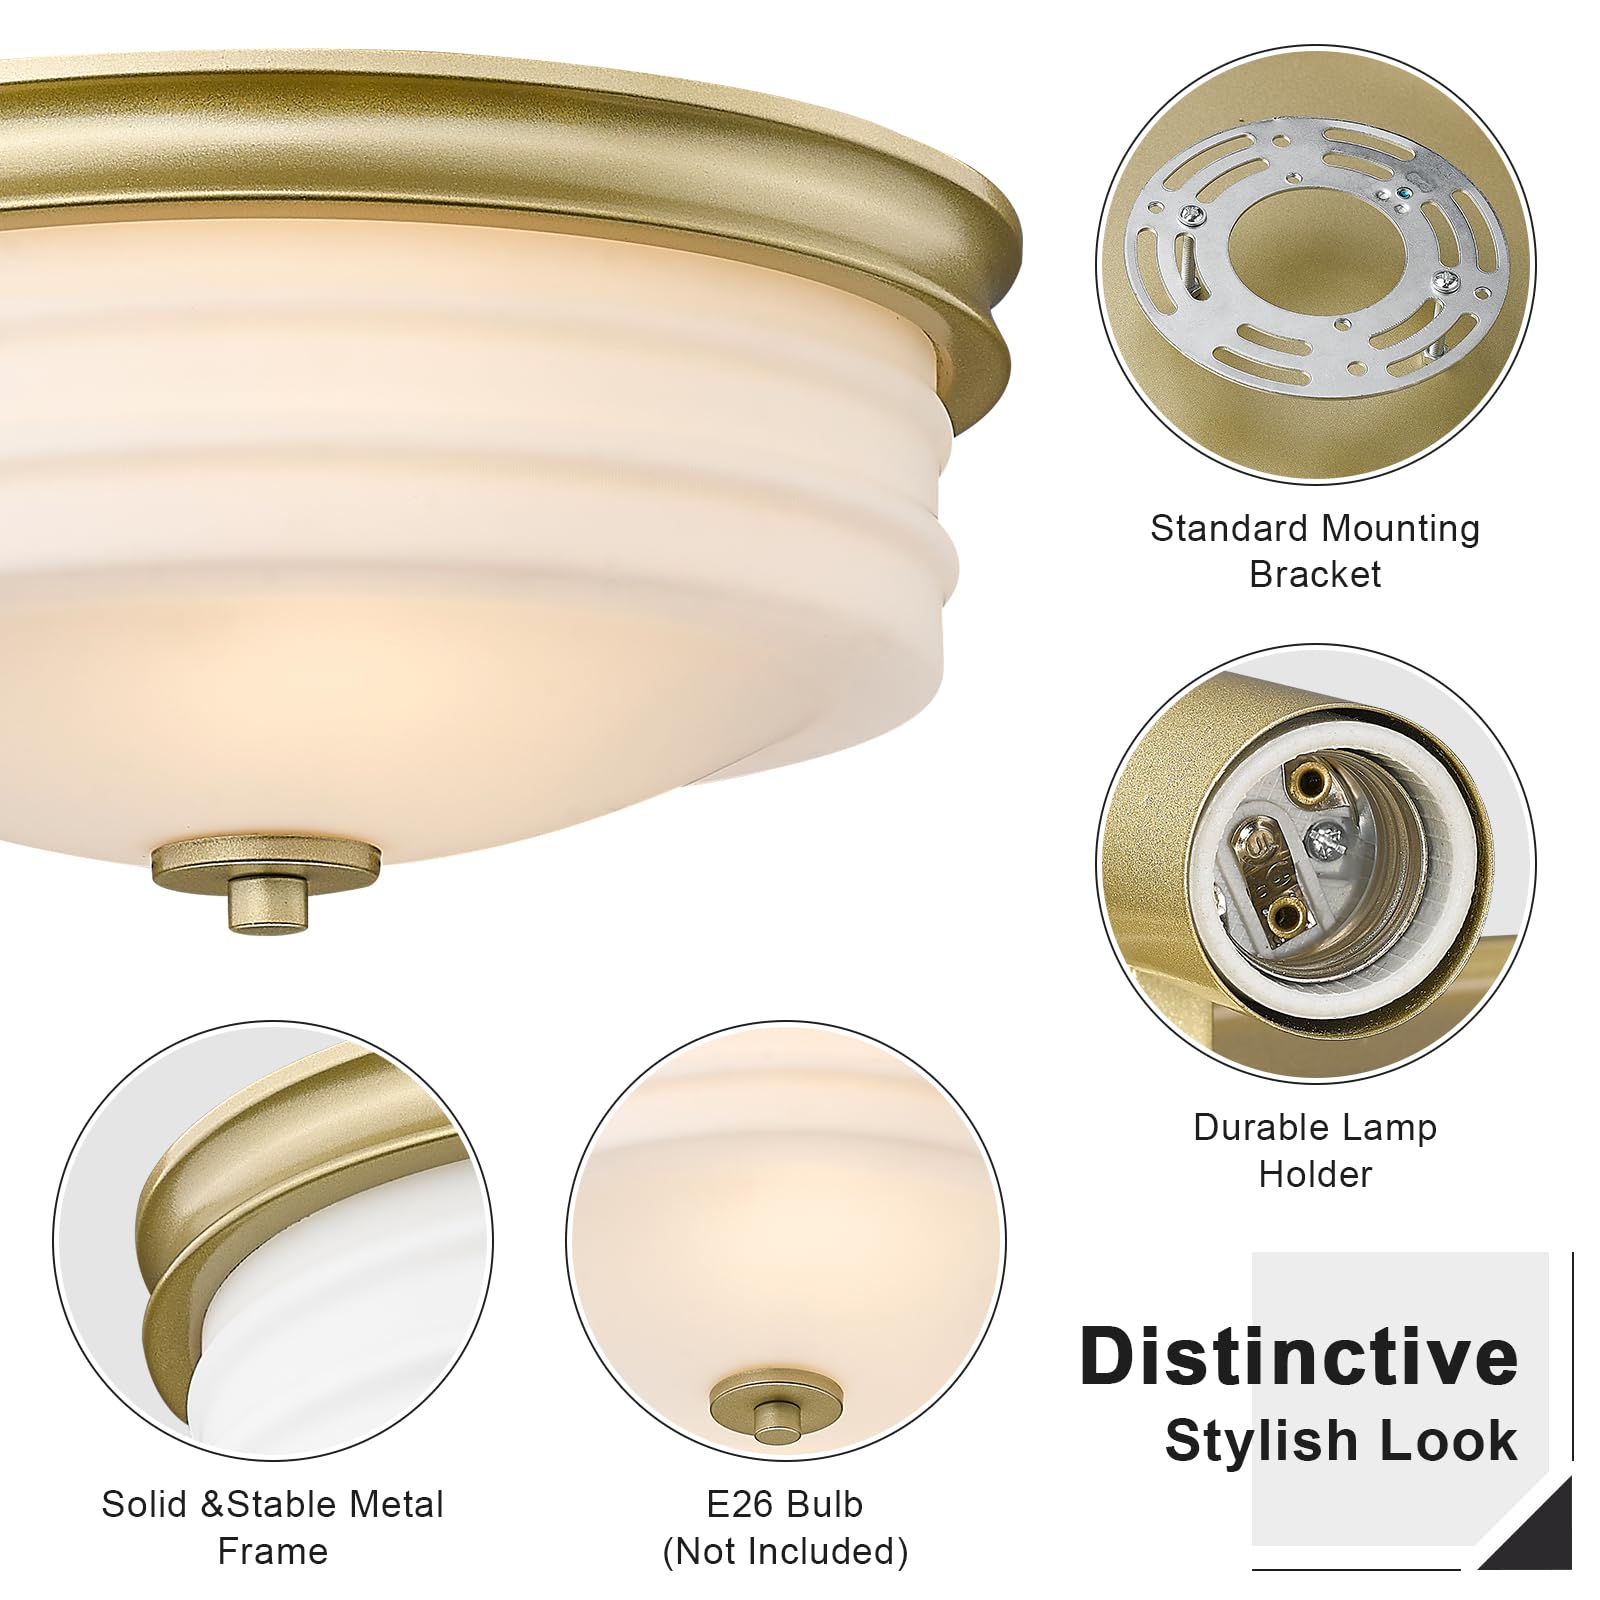 Standard Mounting
Bracket
Durable Lamp
Holder
Solid &Stable Metal
Frame
E26 Bulb
(Not Included)
Distinctive
Stylish Look